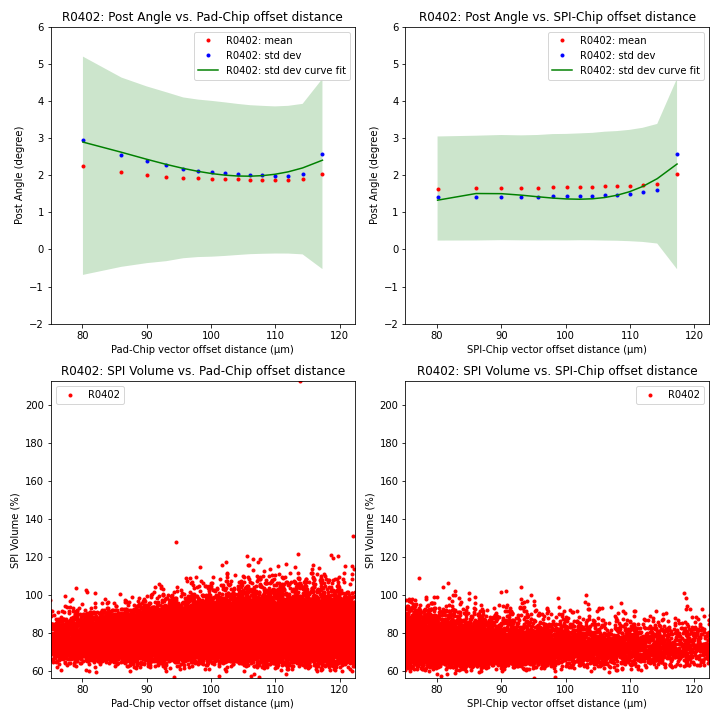 R0402: Post Angle vs. Pad-Chip offset distance
R0402: mean
R0402: std dev
R0402: std dev curve fit
6
5
4
3
2
1
0
−1
−2
Post Angle (degree)
80
90
100
110
120
Pad-Chip vector offset distance (µm)
R0402: Post Angle vs. SPI-Chip offset distance
R0402: mean
R0402: std dev
R0402: std dev curve fit
6
5
4
3
2
1
0
−1
−2
Post Angle (degree)
80
90
100
110
120
SPI-Chip vector offset distance (µm)
R0402: SPI Volume vs. Pad-Chip offset distance
R0402
200
180
160
140
120
100
80
60
SPI Volume (%)
80
90
100
110
120
Pad-Chip vector offset distance (µm)
R0402: SPI Volume vs. SPI-Chip offset distance
R0402
200
180
160
140
120
100
80
60
SPI Volume (%)
80
90
100
110
120
SPI-Chip vector offset distance (µm)